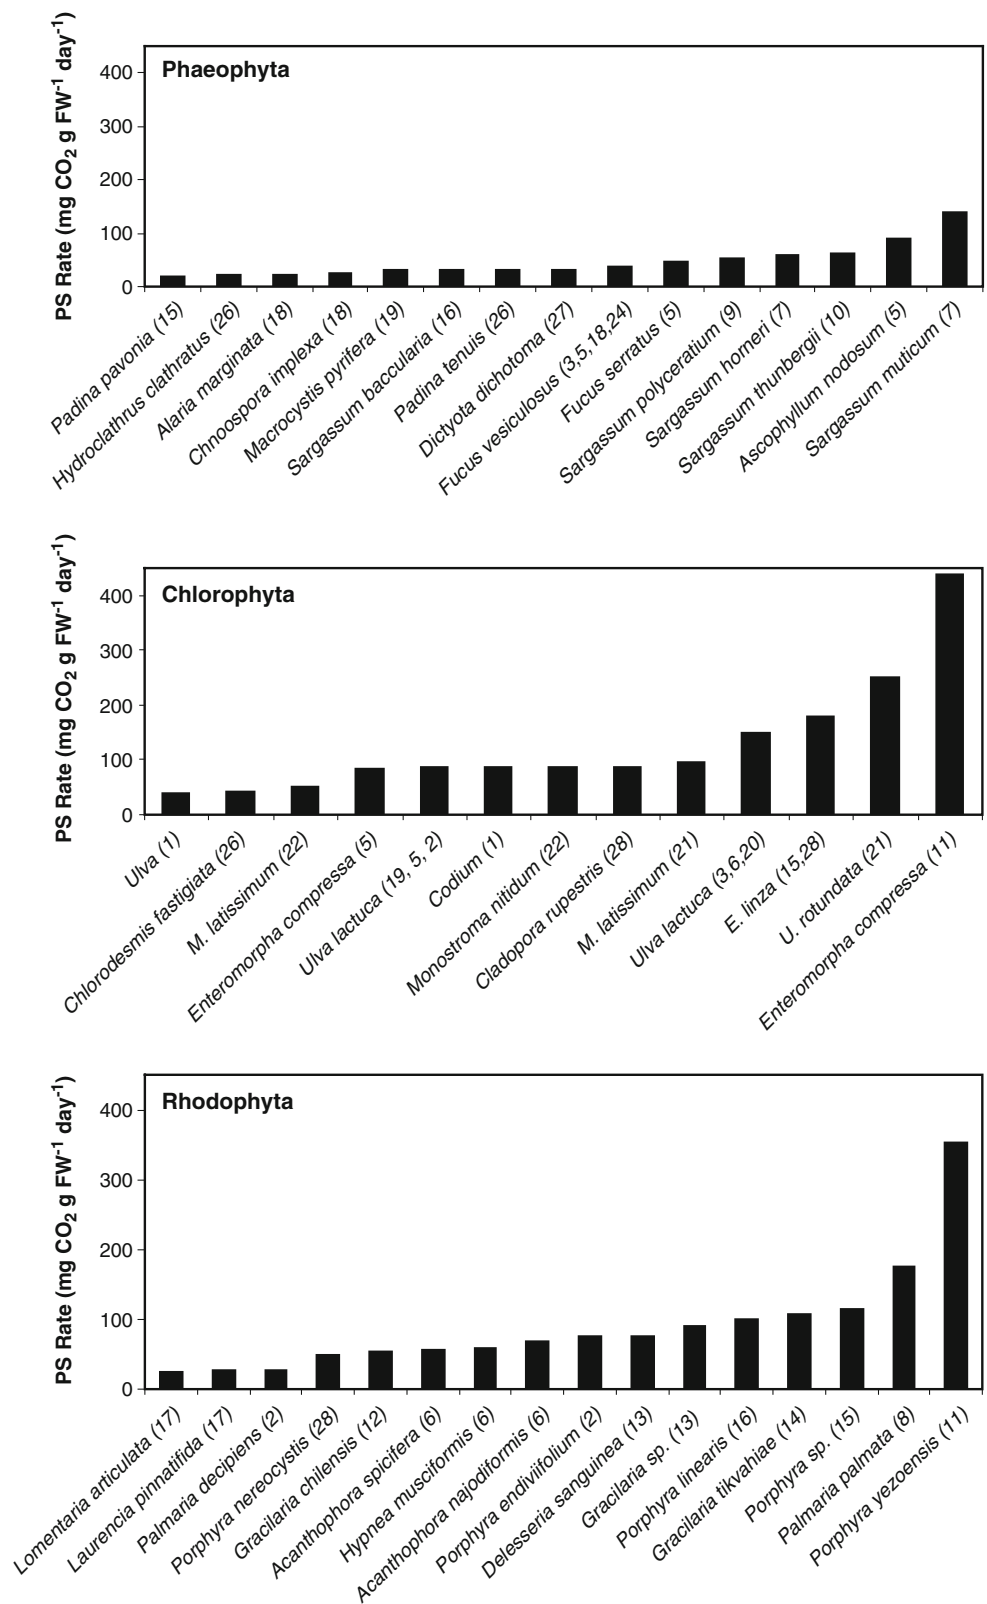 Phaeophyta
PS Rate (mg CO2 g FW-1 day-1)
400
300
200
100
0
Padina pavonia (15)
Hydroclathrus clathratus (26)
Alaria marginata (18)
Chnoospora implexa (18)
Macrocystis pyrifera (19)
Sargassum baccularia (16)
Padina tenuis (26)
Dictyota dichotoma (27)
Fucus vesiculosus (3,5,18,24)
Fucus serratus (5)
Sargassum polyceratium (9)
Sargassum horneri (7)
Sargassum thunbergii (10)
Ascophyllum nodosum (5)
Sargassum muticum (7)
Chlorophyta
PS Rate (mg CO2 g FW-1 day-1)
400
300
200
100
0
Ulva (1)
Chlorodesmis fastigiata (26)
M. latissimum (22)
Enteromorpha compressa (5)
Ulva lactuca (19, 5, 2)
Codium (1)
Monostroma nitidum (22)
Cladopora rupestris (28)
M. latissimum (21)
Ulva lactuca (3,6,20)
E. linza (15,28)
U. rotundata (21)
Enteromorpha compressa (11)
Rhodophyta
PS Rate (mg CO2 g FW-1 day-1)
400
300
200
100
0
Lomentaria articulata (17)
Laurencia pinnatifida (17)
Palmaria decipiens (2)
Porphyra nereocystis (28)
Gracilaria chilensis (12)
Acanthophora spicifera (6)
Hypnea musciformis (6)
Acanthophora najodiformis (6)
Porphyra endiviifolium (2)
Delesseria sanguinea (13)
Gracilaria sp. (13)
Porphyra linearis (16)
Gracilaria tikvahiae (14)
Porphyra sp. (15)
Palmaria palmata (8)
Porphyra yezoensis (11)